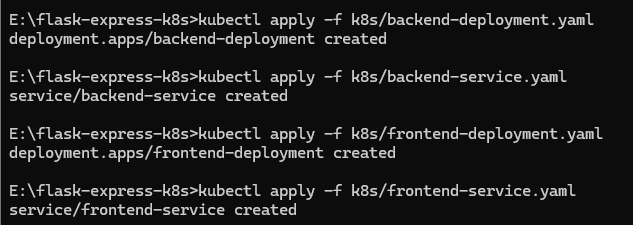 E:\flask-express-k8s>kubectl apply -f k8s/backend-deployment.yaml
deployment.apps/backend-deployment created
E:\flask-express-k8s>kubectl apply -f k8s/backend-service.yaml
service/backend-service created
E:\flask-express-k8s>kubectl apply -f k8s/frontend-deployment.yaml
deployment.apps/frontend-deployment created
E:\flask-express-k8s>kubectl apply -f k8s/frontend-service.yaml
service/frontend-service created